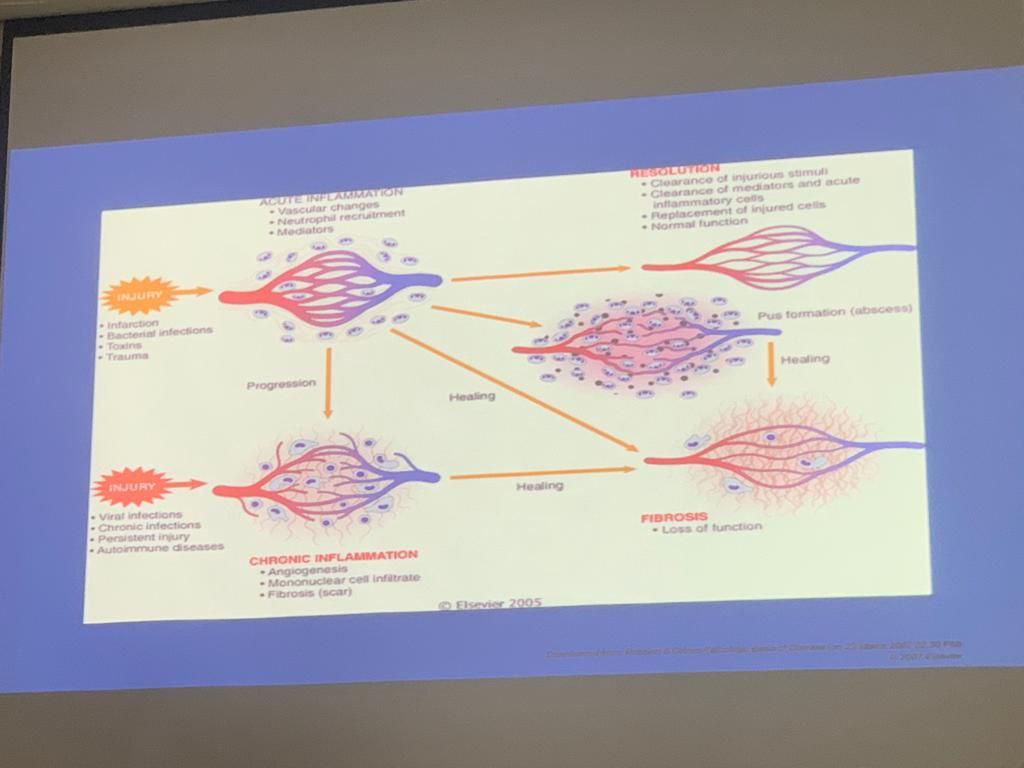 ACUTE INFLAMMATION
• Vascular changes
• Neutrophil recruitment
• Mediators
RESOLUTION
• Clearance of injurious stimuli
• Clearance of mediators and acute
inflammatory cells
• Replacement of injured cells
• Normal function
INJURY
• Infarction
• Bacterial infections
• Toxins
• Trauma
Pus formation (abscess)
Healing
Progression
Healing
INJURY
• Viral infections
• Chronic infections
• Persistent injury
• Autoimmune diseases
Healing
CHRONIC INFLAMMATION
• Angiogenesis
• Mononuclear cell infiltrate
• Fibrosis (scar)
FIBROSIS
• Loss of function
© Elsevier 2005
© 2007 Elsevier